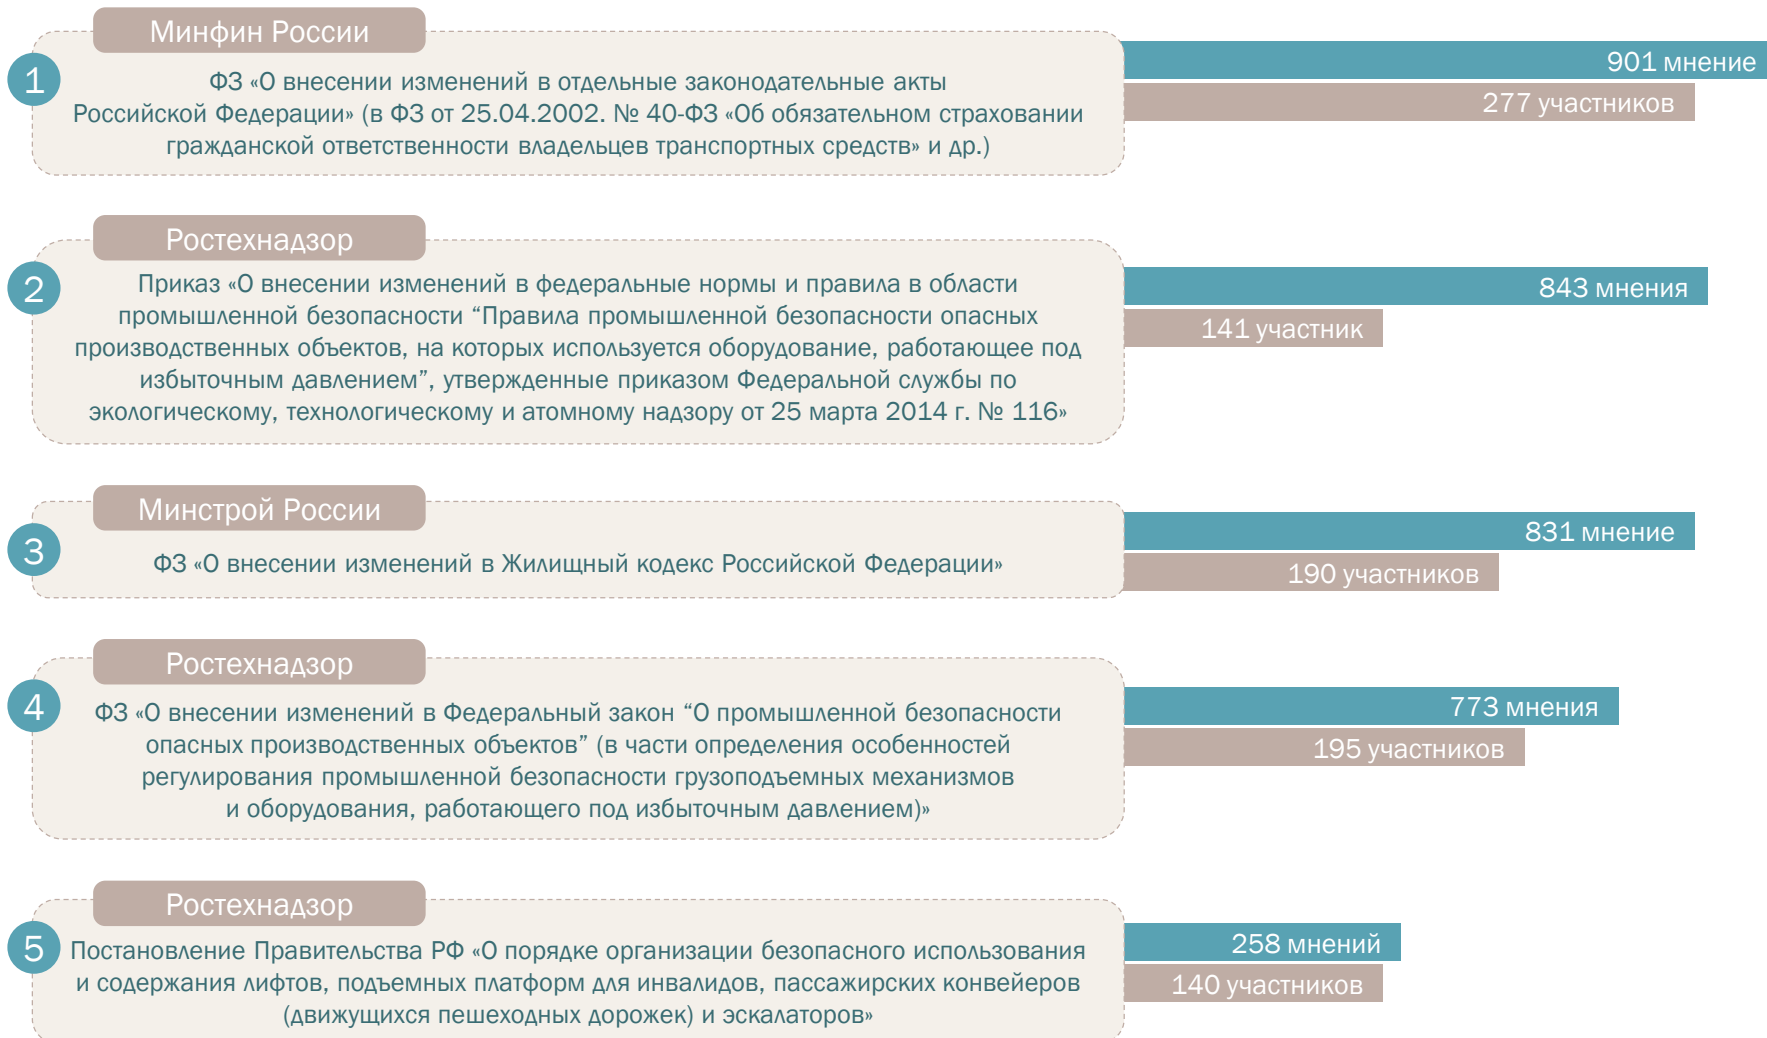 Минфин России
1
ФЗ «О внесении изменений в отдельные законодательные акты
Российской Федерации» (в ФЗ от 25.04.2002. № 40-ФЗ «Об обязательном страховании
гражданской ответственности владельцев транспортных средств» и др.)
901 мнение
277 участников
Ростехнадзор
2
Приказ «О внесении изменений в федеральные нормы и правила в области
промышленной безопасности “Правила промышленной безопасности опасных
производственных объектов, на которых используется оборудование, работающее под
избыточным давлением”, утвержденные приказом Федеральной службы по
экологическому, технологическому и атомному надзору от 25 марта 2014 г. № 116»
843 мнения
141 участник
Минстрой России
3
ФЗ «О внесении изменений в Жилищный кодекс Российской Федерации»
831 мнение
190 участников
Ростехнадзор
4
ФЗ «О внесении изменений в Федеральный закон “О промышленной безопасности
опасных производственных объектов” (в части определения особенностей
регулирования промышленной безопасности грузоподъемных механизмов
и оборудования, работающего под избыточным давлением)»
773 мнения
195 участников
Ростехнадзор
5
Постановление Правительства РФ «О порядке организации безопасного использования
и содержания лифтов, подъемных платформ для инвалидов, пассажирских конвейеров
(движущихся пешеходных дорожек) и эскалаторов»
258 мнений
140 участников